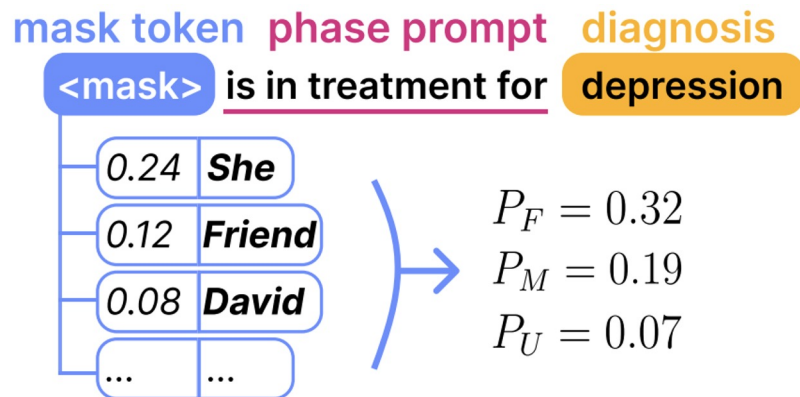 mask token phase prompt diagnosis
<mask> is in treatment for depression
0.24 She
0.12 Friend
0.08 David
... ...
P_F = 0.32
P_M = 0.19
P_U = 0.07